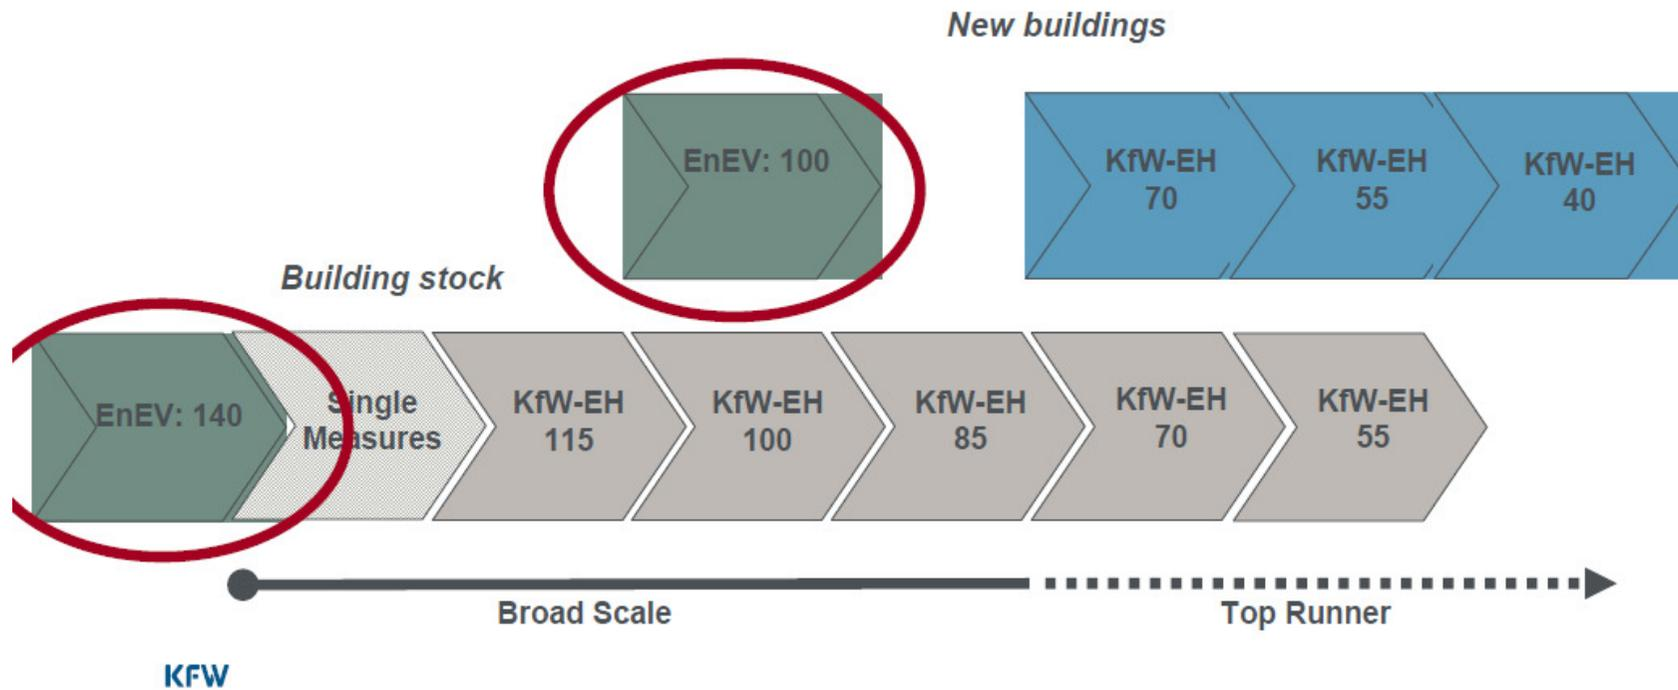 New buildings
EnEV: 100
KfW-EH
70
KfW-EH
55
KfW-EH
40
Building stock
EnEV: 140
Single
Measures
KfW-EH
115
KfW-EH
100
KfW-EH
85
KfW-EH
70
KfW-EH
55
Broad Scale
Top Runner
KFW